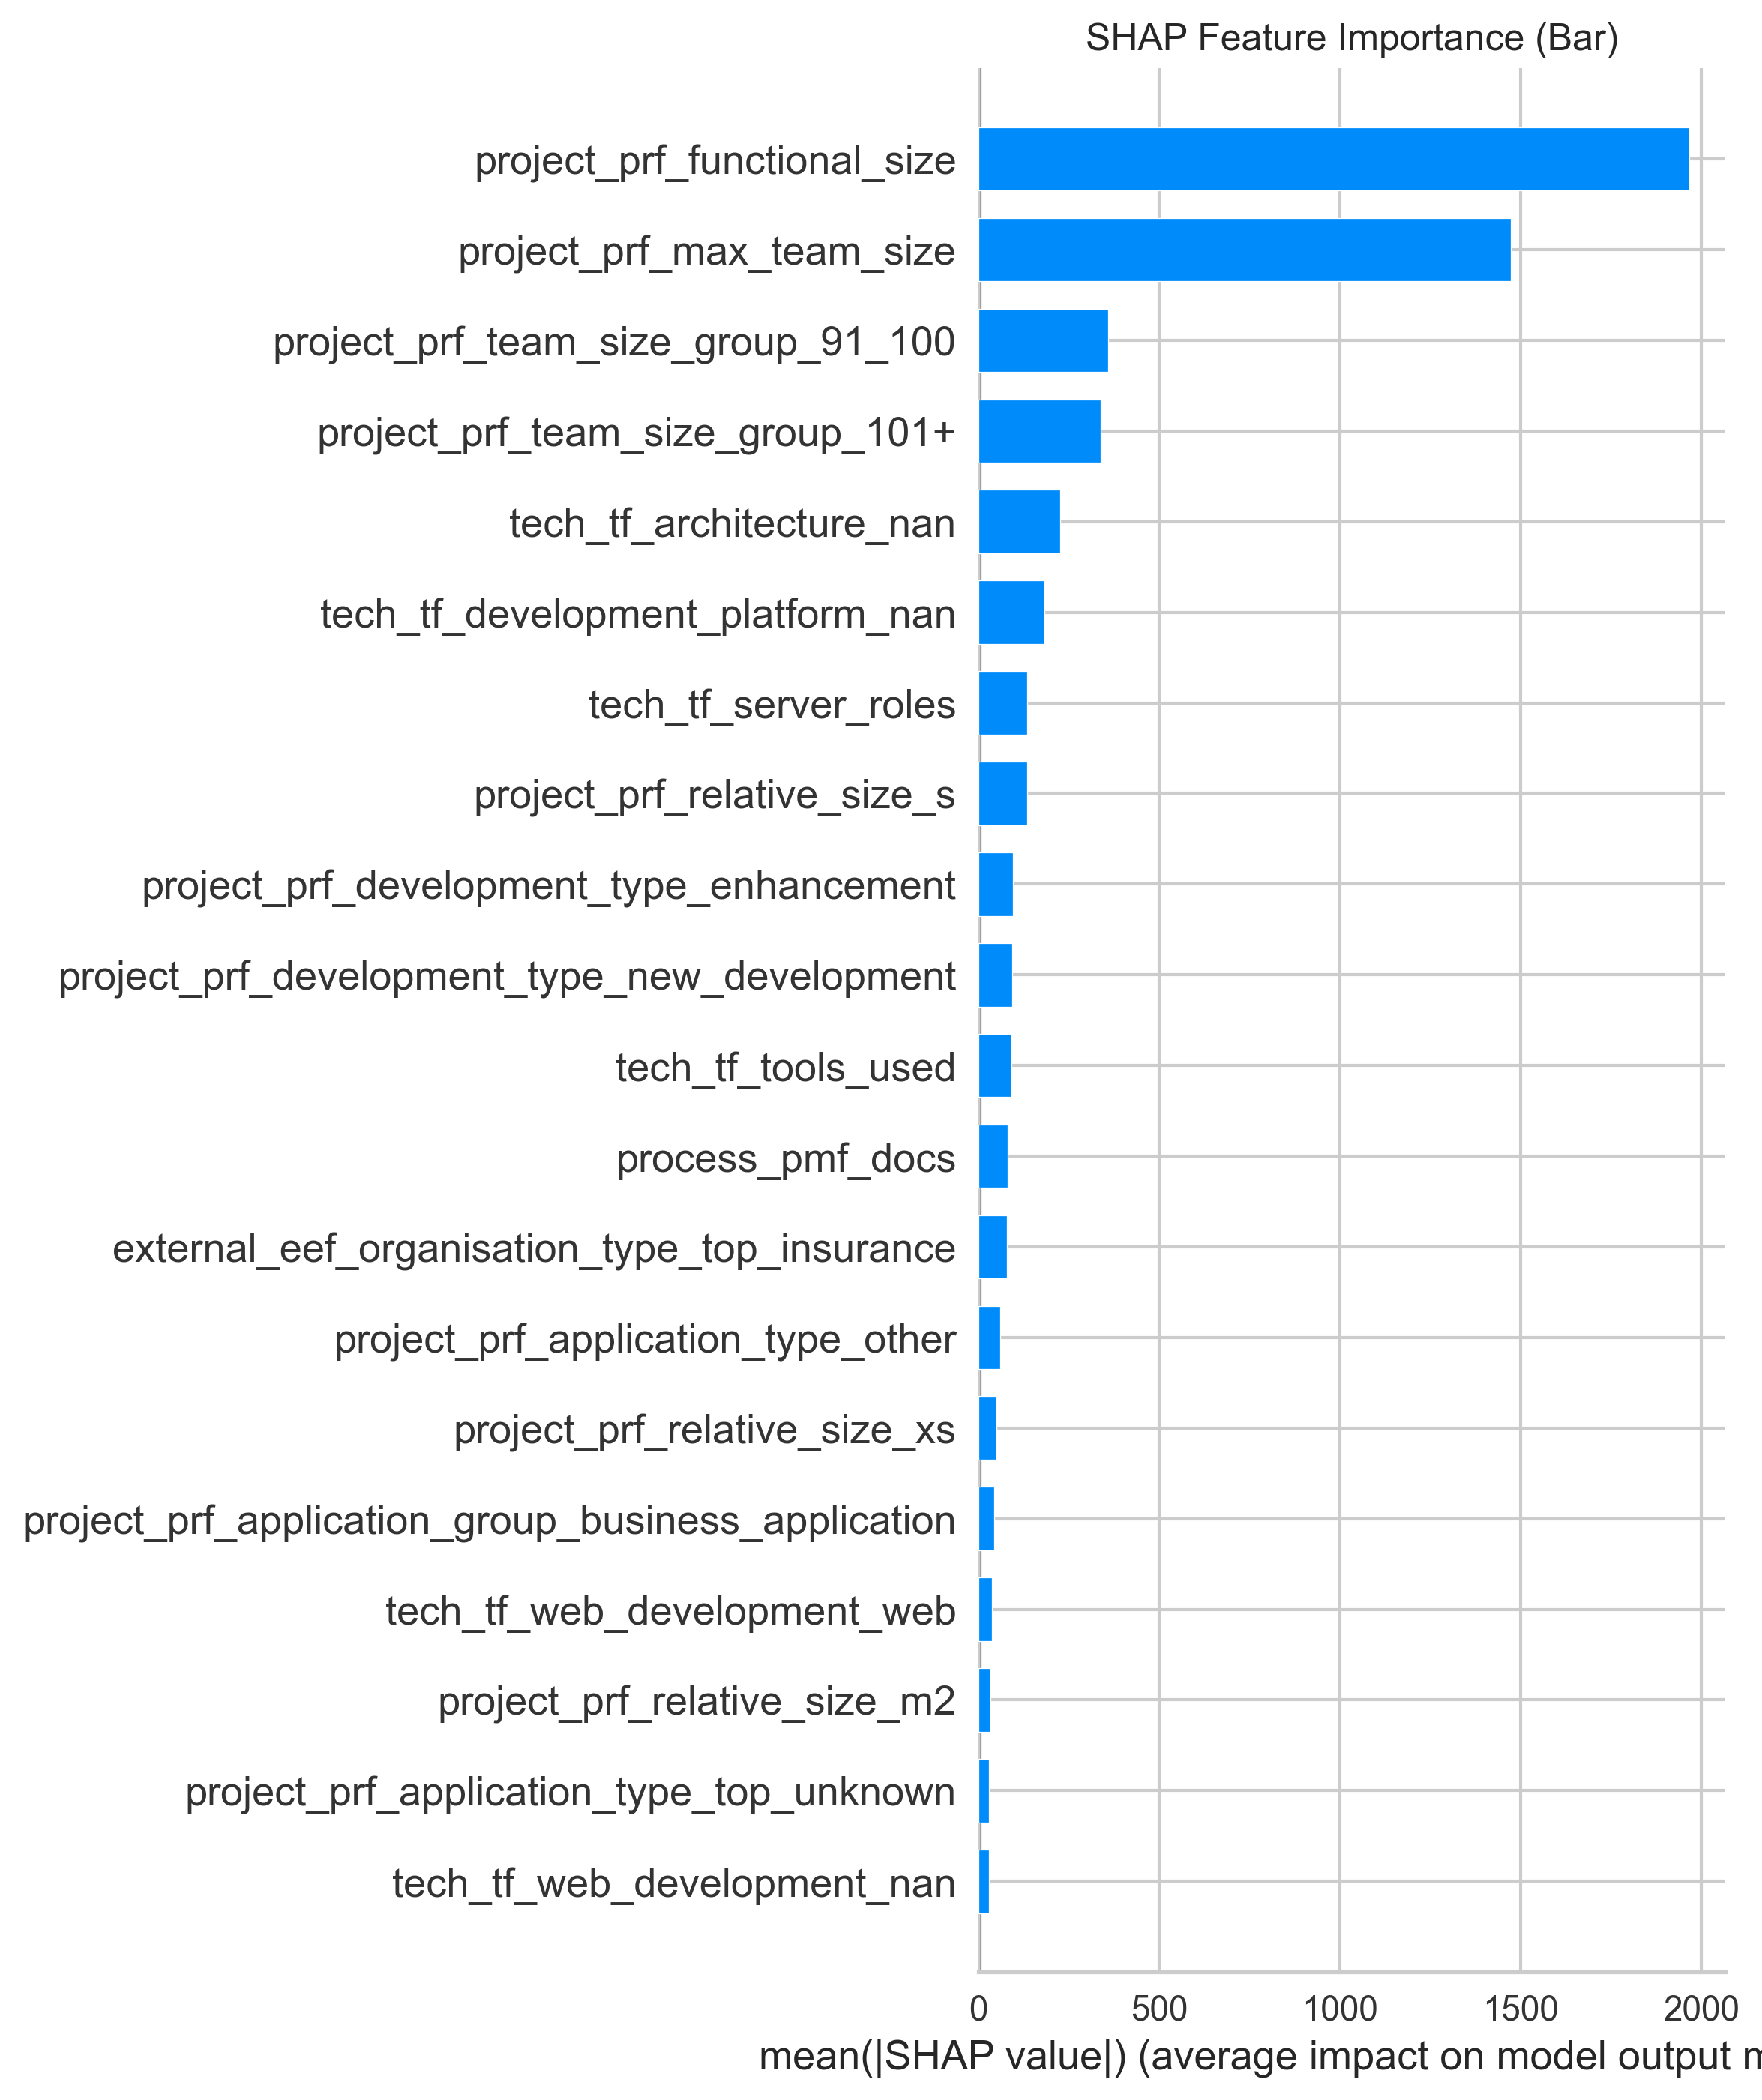 SHAP Feature Importance (Bar)
project_prf_functional_size
project_prf_max_team_size
project_prf_team_size_group_91_100
project_prf_team_size_group_101+
tech_tf_architecture_nan
tech_tf_development_platform_nan
tech_tf_server_roles
project_prf_relative_size_s
project_prf_development_type_enhancement
project_prf_development_type_new_development
tech_tf_tools_used
process_pmf_docs
external_eef_organisation_type_top_insurance
project_prf_application_type_other
project_prf_relative_size_xs
project_prf_application_group_business_application
tech_tf_web_development_web
project_prf_relative_size_m2
project_prf_application_type_top_unknown
tech_tf_web_development_nan
0 500 1000 1500 2000
mean(|SHAP value|) (average impact on model output